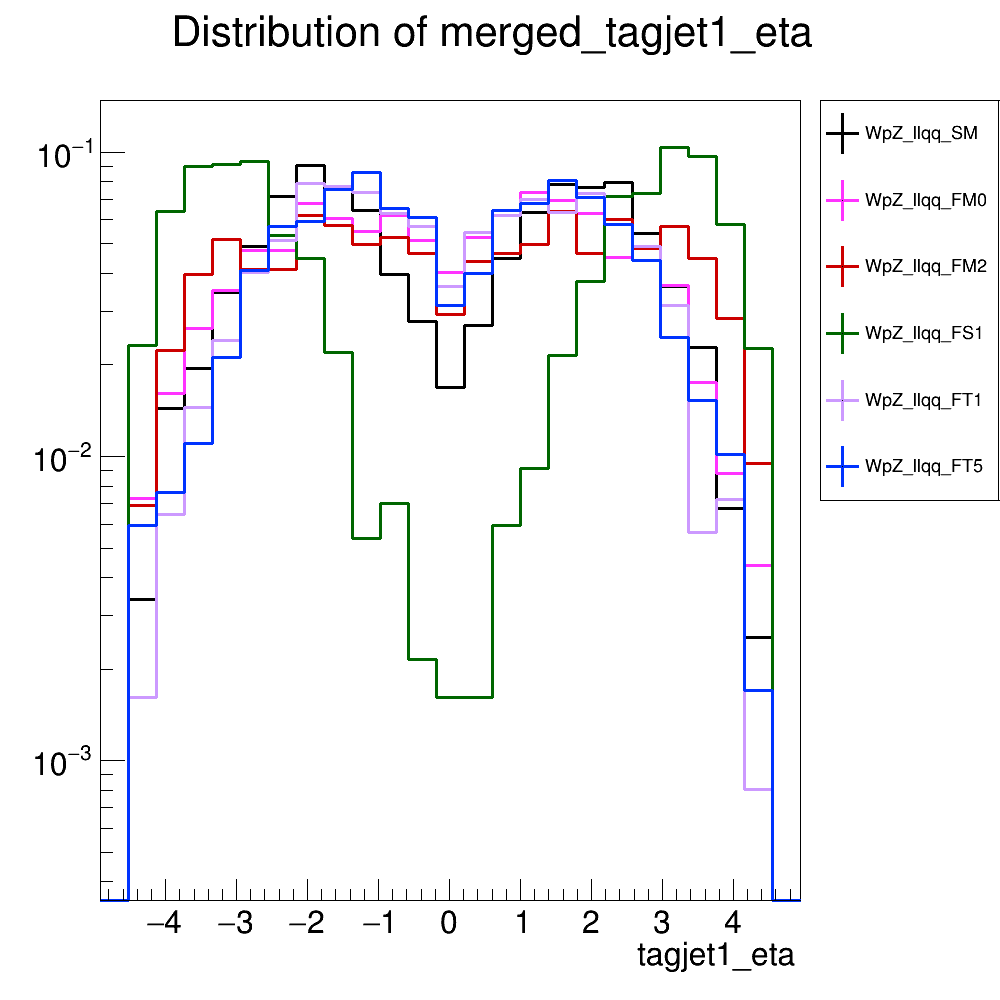 Distribution of merged_tagjet1_eta
10−1
10−2
10−3
−4 −3 −2 −1 0 1 2 3 4
tagjet1_eta
WpZ_llqq_SM
WpZ_llqq_FM0
WpZ_llqq_FM2
WpZ_llqq_FS1
WpZ_llqq_FT1
WpZ_llqq_FT5